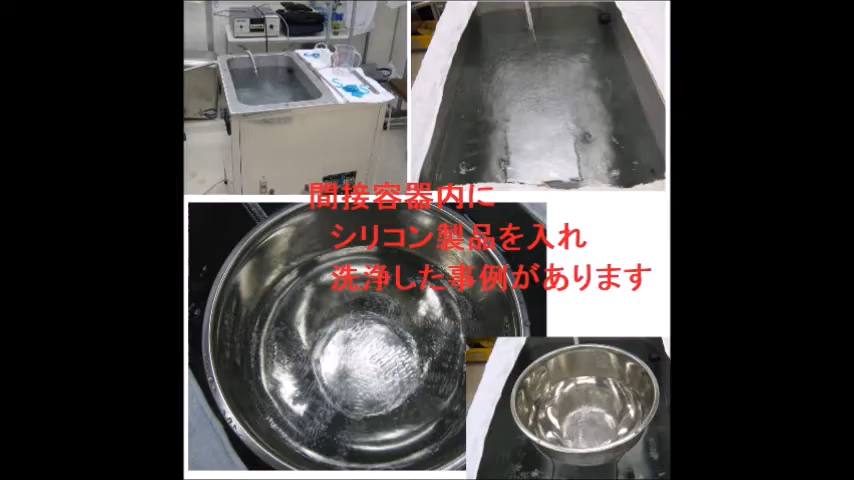 間接容器内に
シリコン製品を入れ
洗浄した事例があります